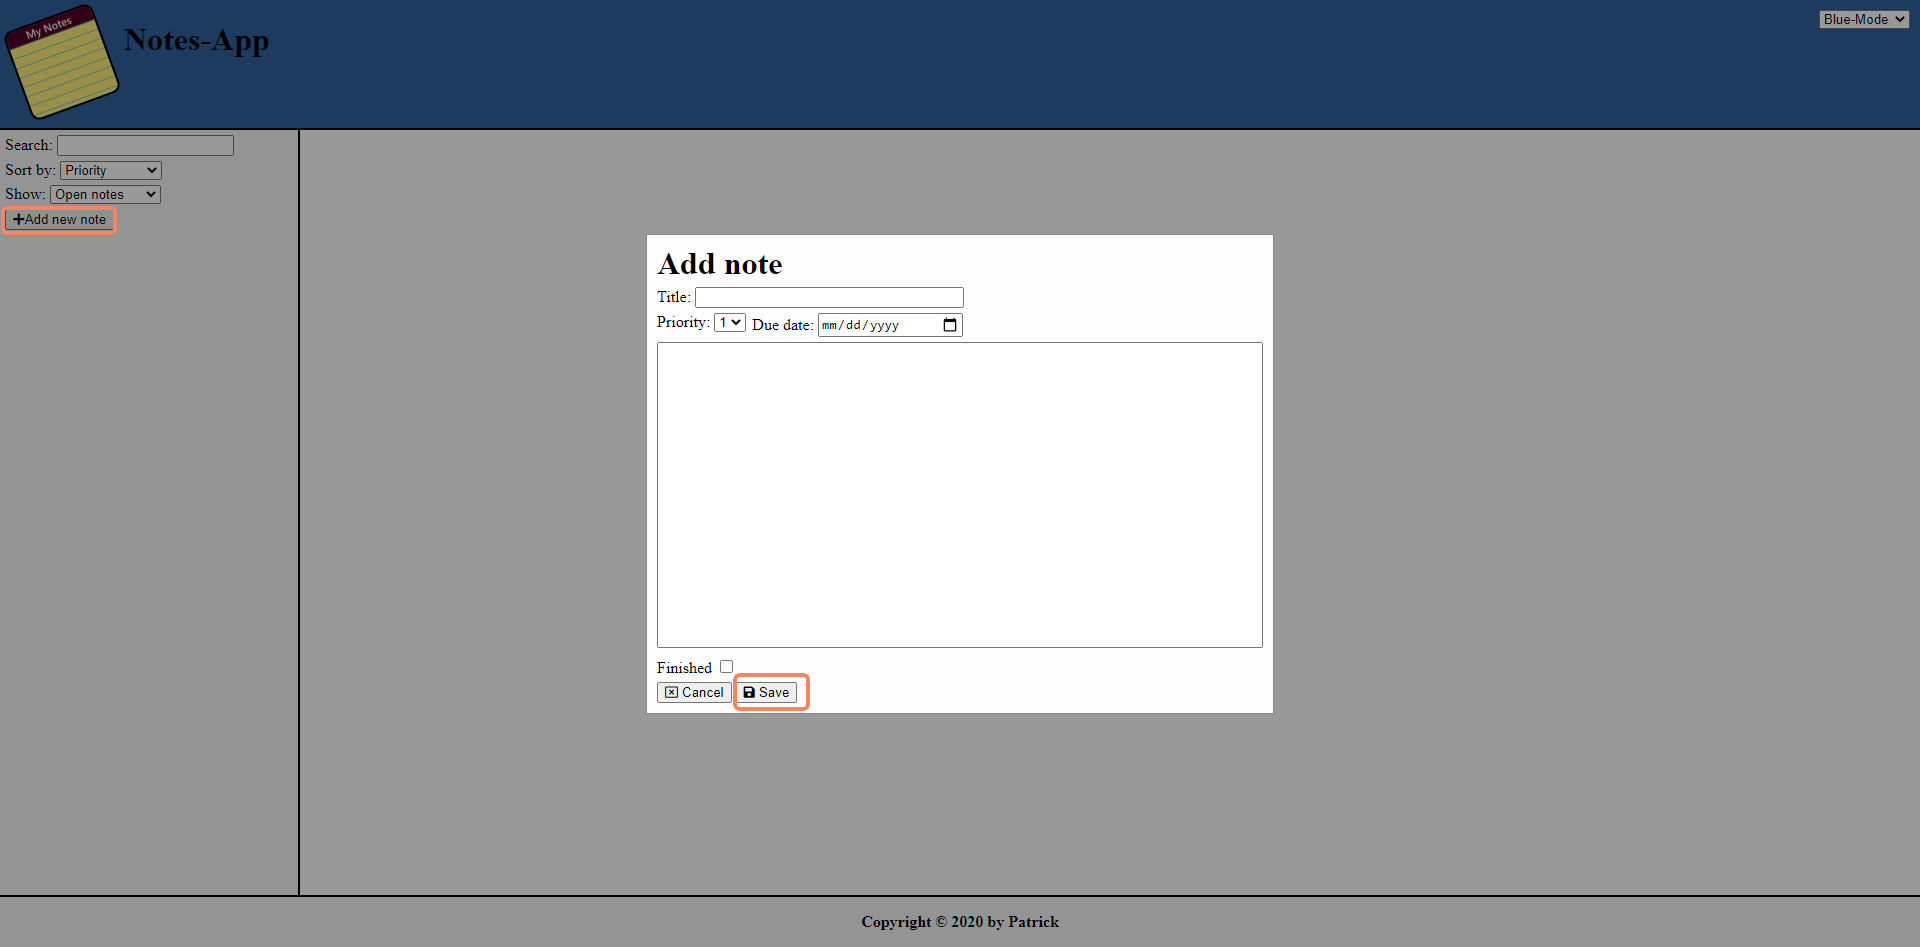 My Notes
Notes-App
Blue-Mode
Search:
Sort by: Priority
Show: Open notes
Add new note
Add note
Title:
Priority: 1 Due date: mm/dd/yyyy
Finished
Cancel Save
Copyright © 2020 by Patrick